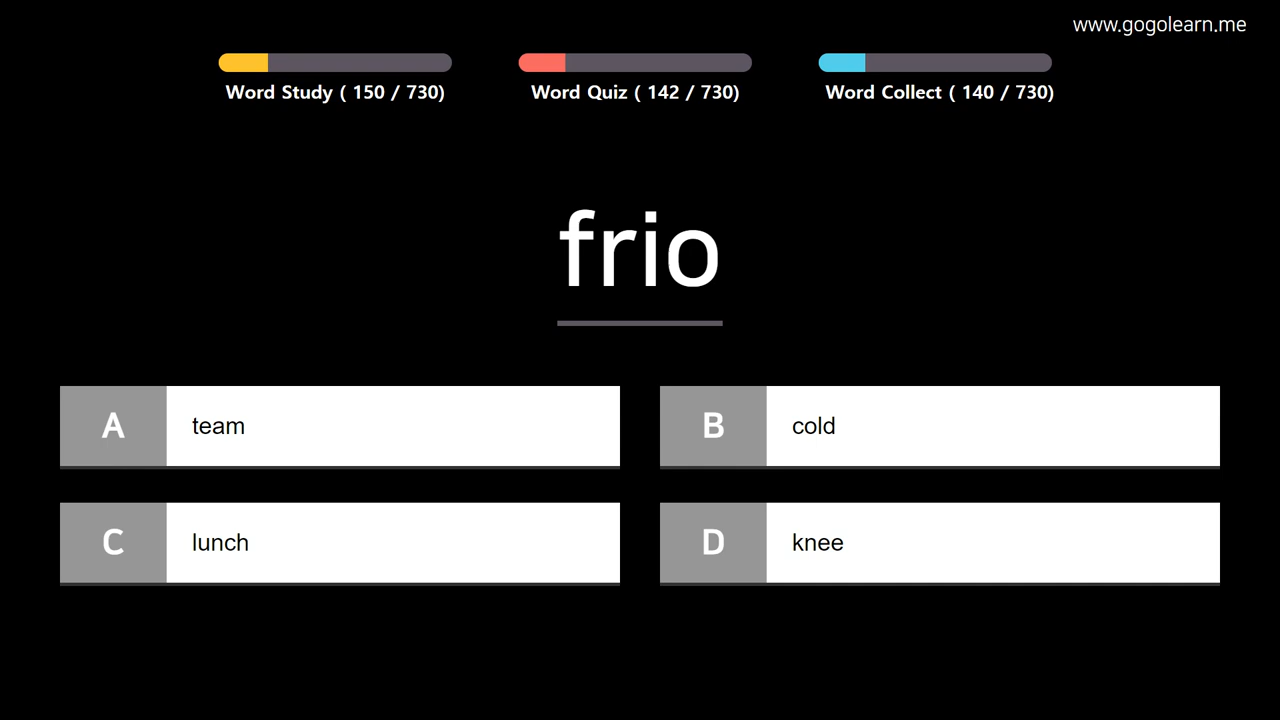 www.gogolearn.me
Word Study ( 150 / 730)
Word Quiz ( 142 / 730)
Word Collect ( 140 / 730)
frio
A team
B cold
C lunch
D knee